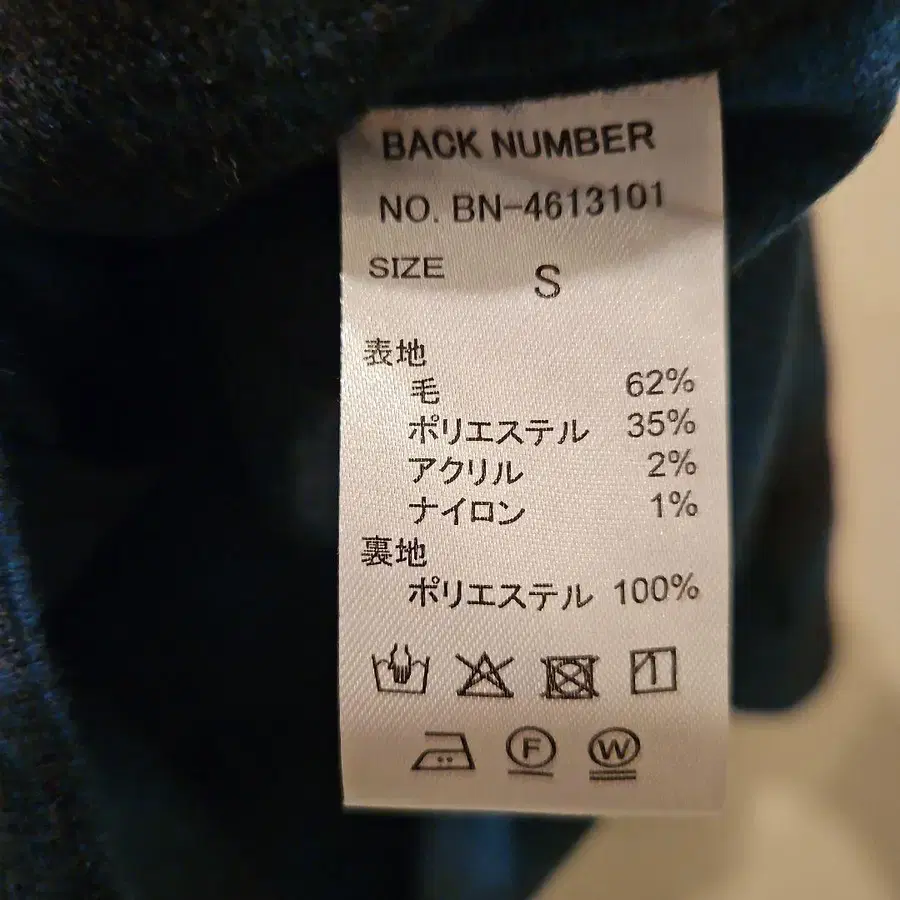 BACK NUMBER
NO. BN-4613101
SIZE S
表地
毛 62%
ポリエステル 35%
アクリル 2%
ナイロン 1%
裏地
ポリエステル 100%
F W